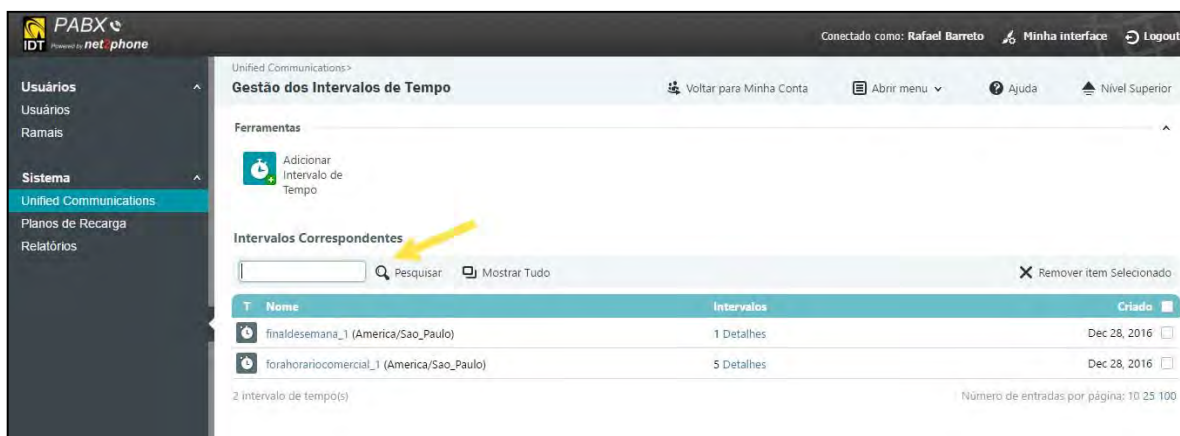 PABX
IDT Powered by net2phone
Conectado como: Rafael Barreto Minha interface Logout
Usuários
Usuários
Ramais
Sistema
Unified Communications
Planos de Recarga
Relatórios
Unified Communications>
Gestão dos Intervalos de Tempo
Voltar para Minha Conta Abrir menu Ajuda Nível Superior
Ferramentas
Adicionar
Intervalo de
Tempo
Intervalos Correspondentes
Pesquisar Mostrar Tudo Remover item Selecionado
T Nome Intervalos Criado
finaldesemana_1 (America/Sao_Paulo) 1 Detalhes Dec 28, 2016
forahorariocomercial_1 (America/Sao_Paulo) 5 Detalhes Dec 28, 2016
2 intervalo de tempo(s) Número de entradas por página: 10 25 100